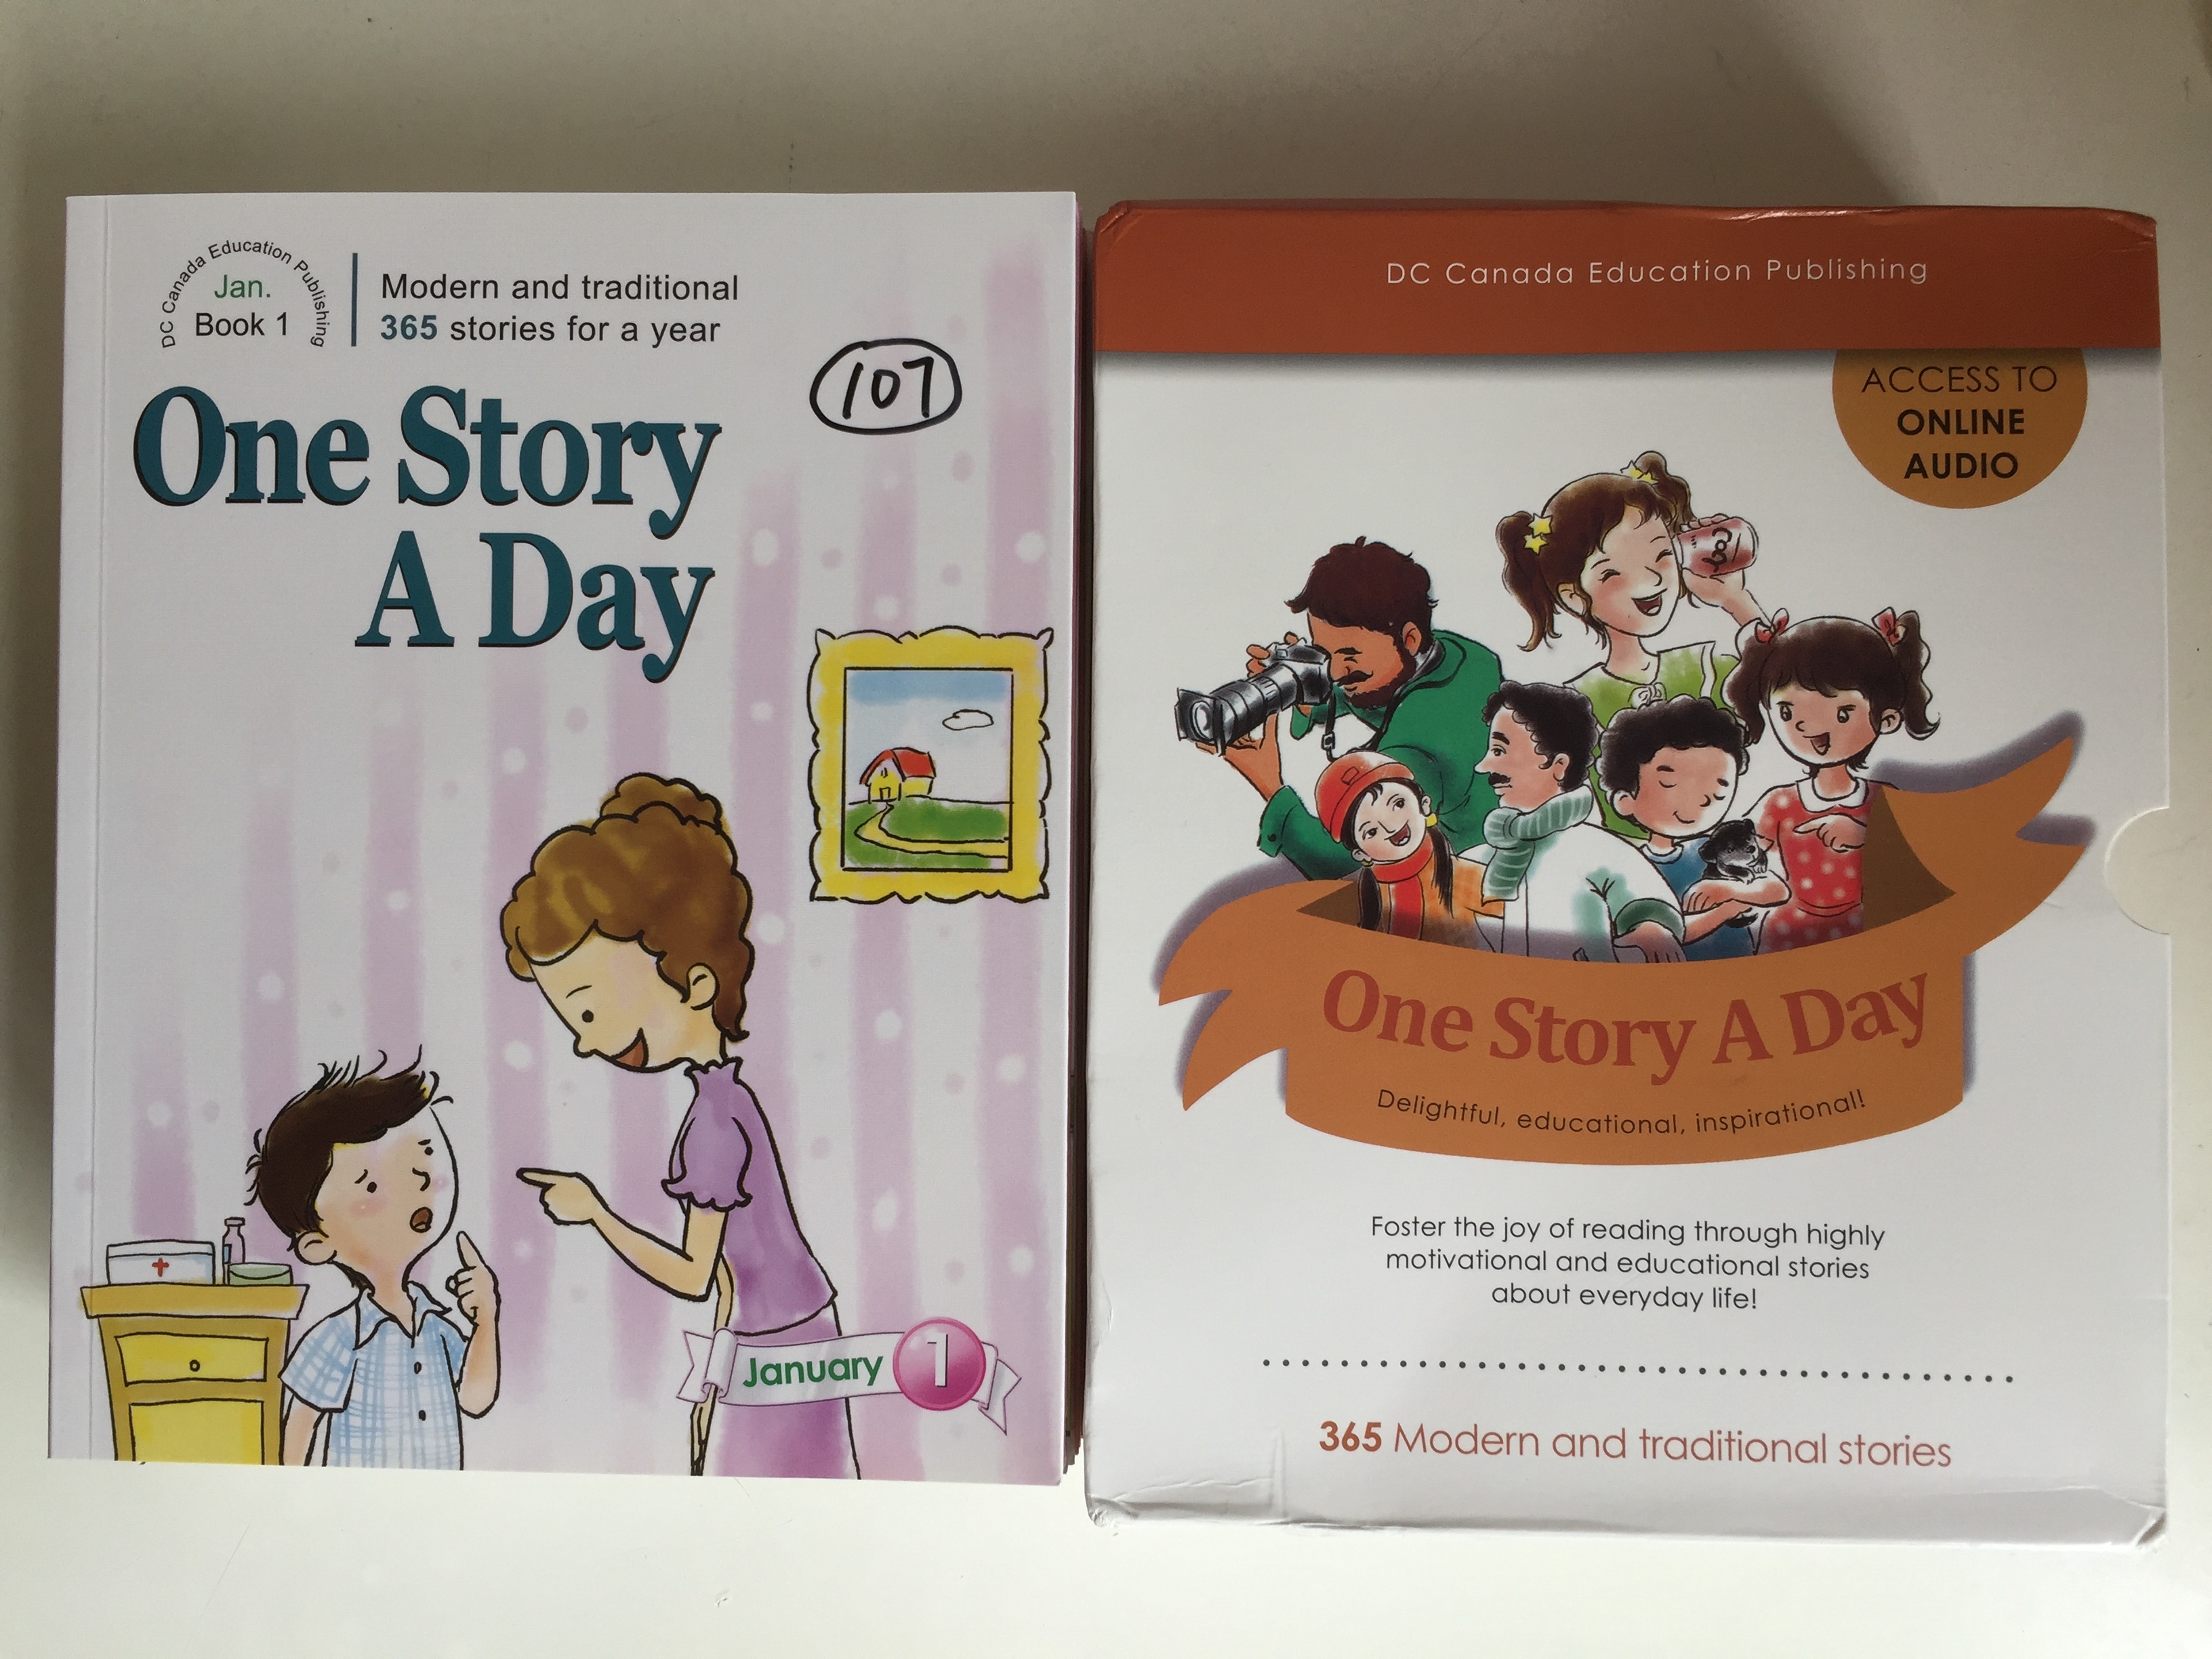 DC Canada Education Publishing
Jan.
Book 1
Modern and traditional
365 stories for a year
107
One Story
A Day
January 1
DC Canada Education Publishing
ACCESS TO
ONLINE
AUDIO
One Story A Day
Delightful, educational, inspirational!
Foster the joy of reading through highly
motivational and educational stories
about everyday life!
365 Modern and traditional stories